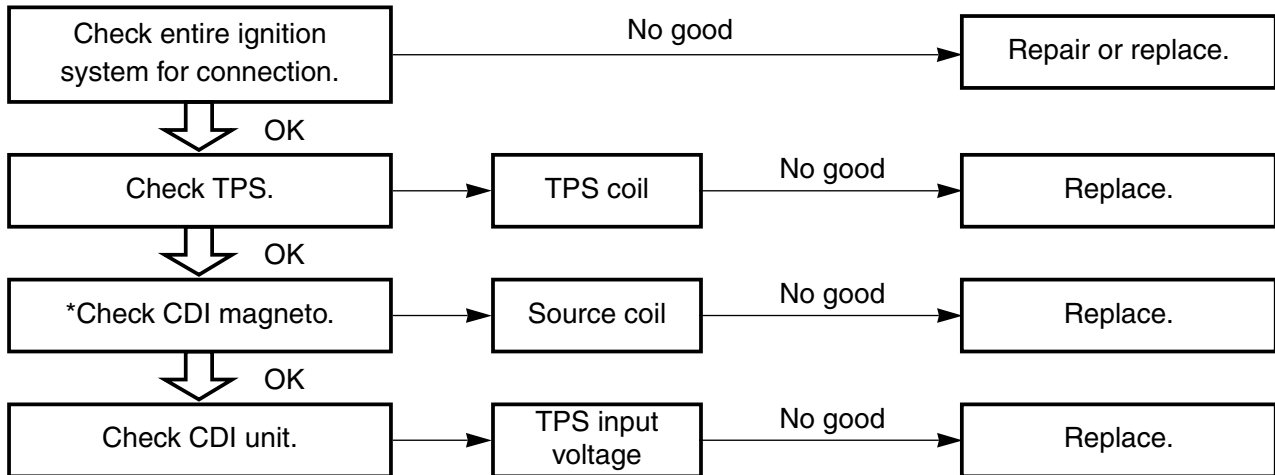 Check entire ignition
system for connection.
No good
Repair or replace.
OK
Check TPS.
TPS coil
No good
Replace.
OK
*Check CDI magneto.
Source coil
No good
Replace.
OK
Check CDI unit.
TPS input
voltage
No good
Replace.